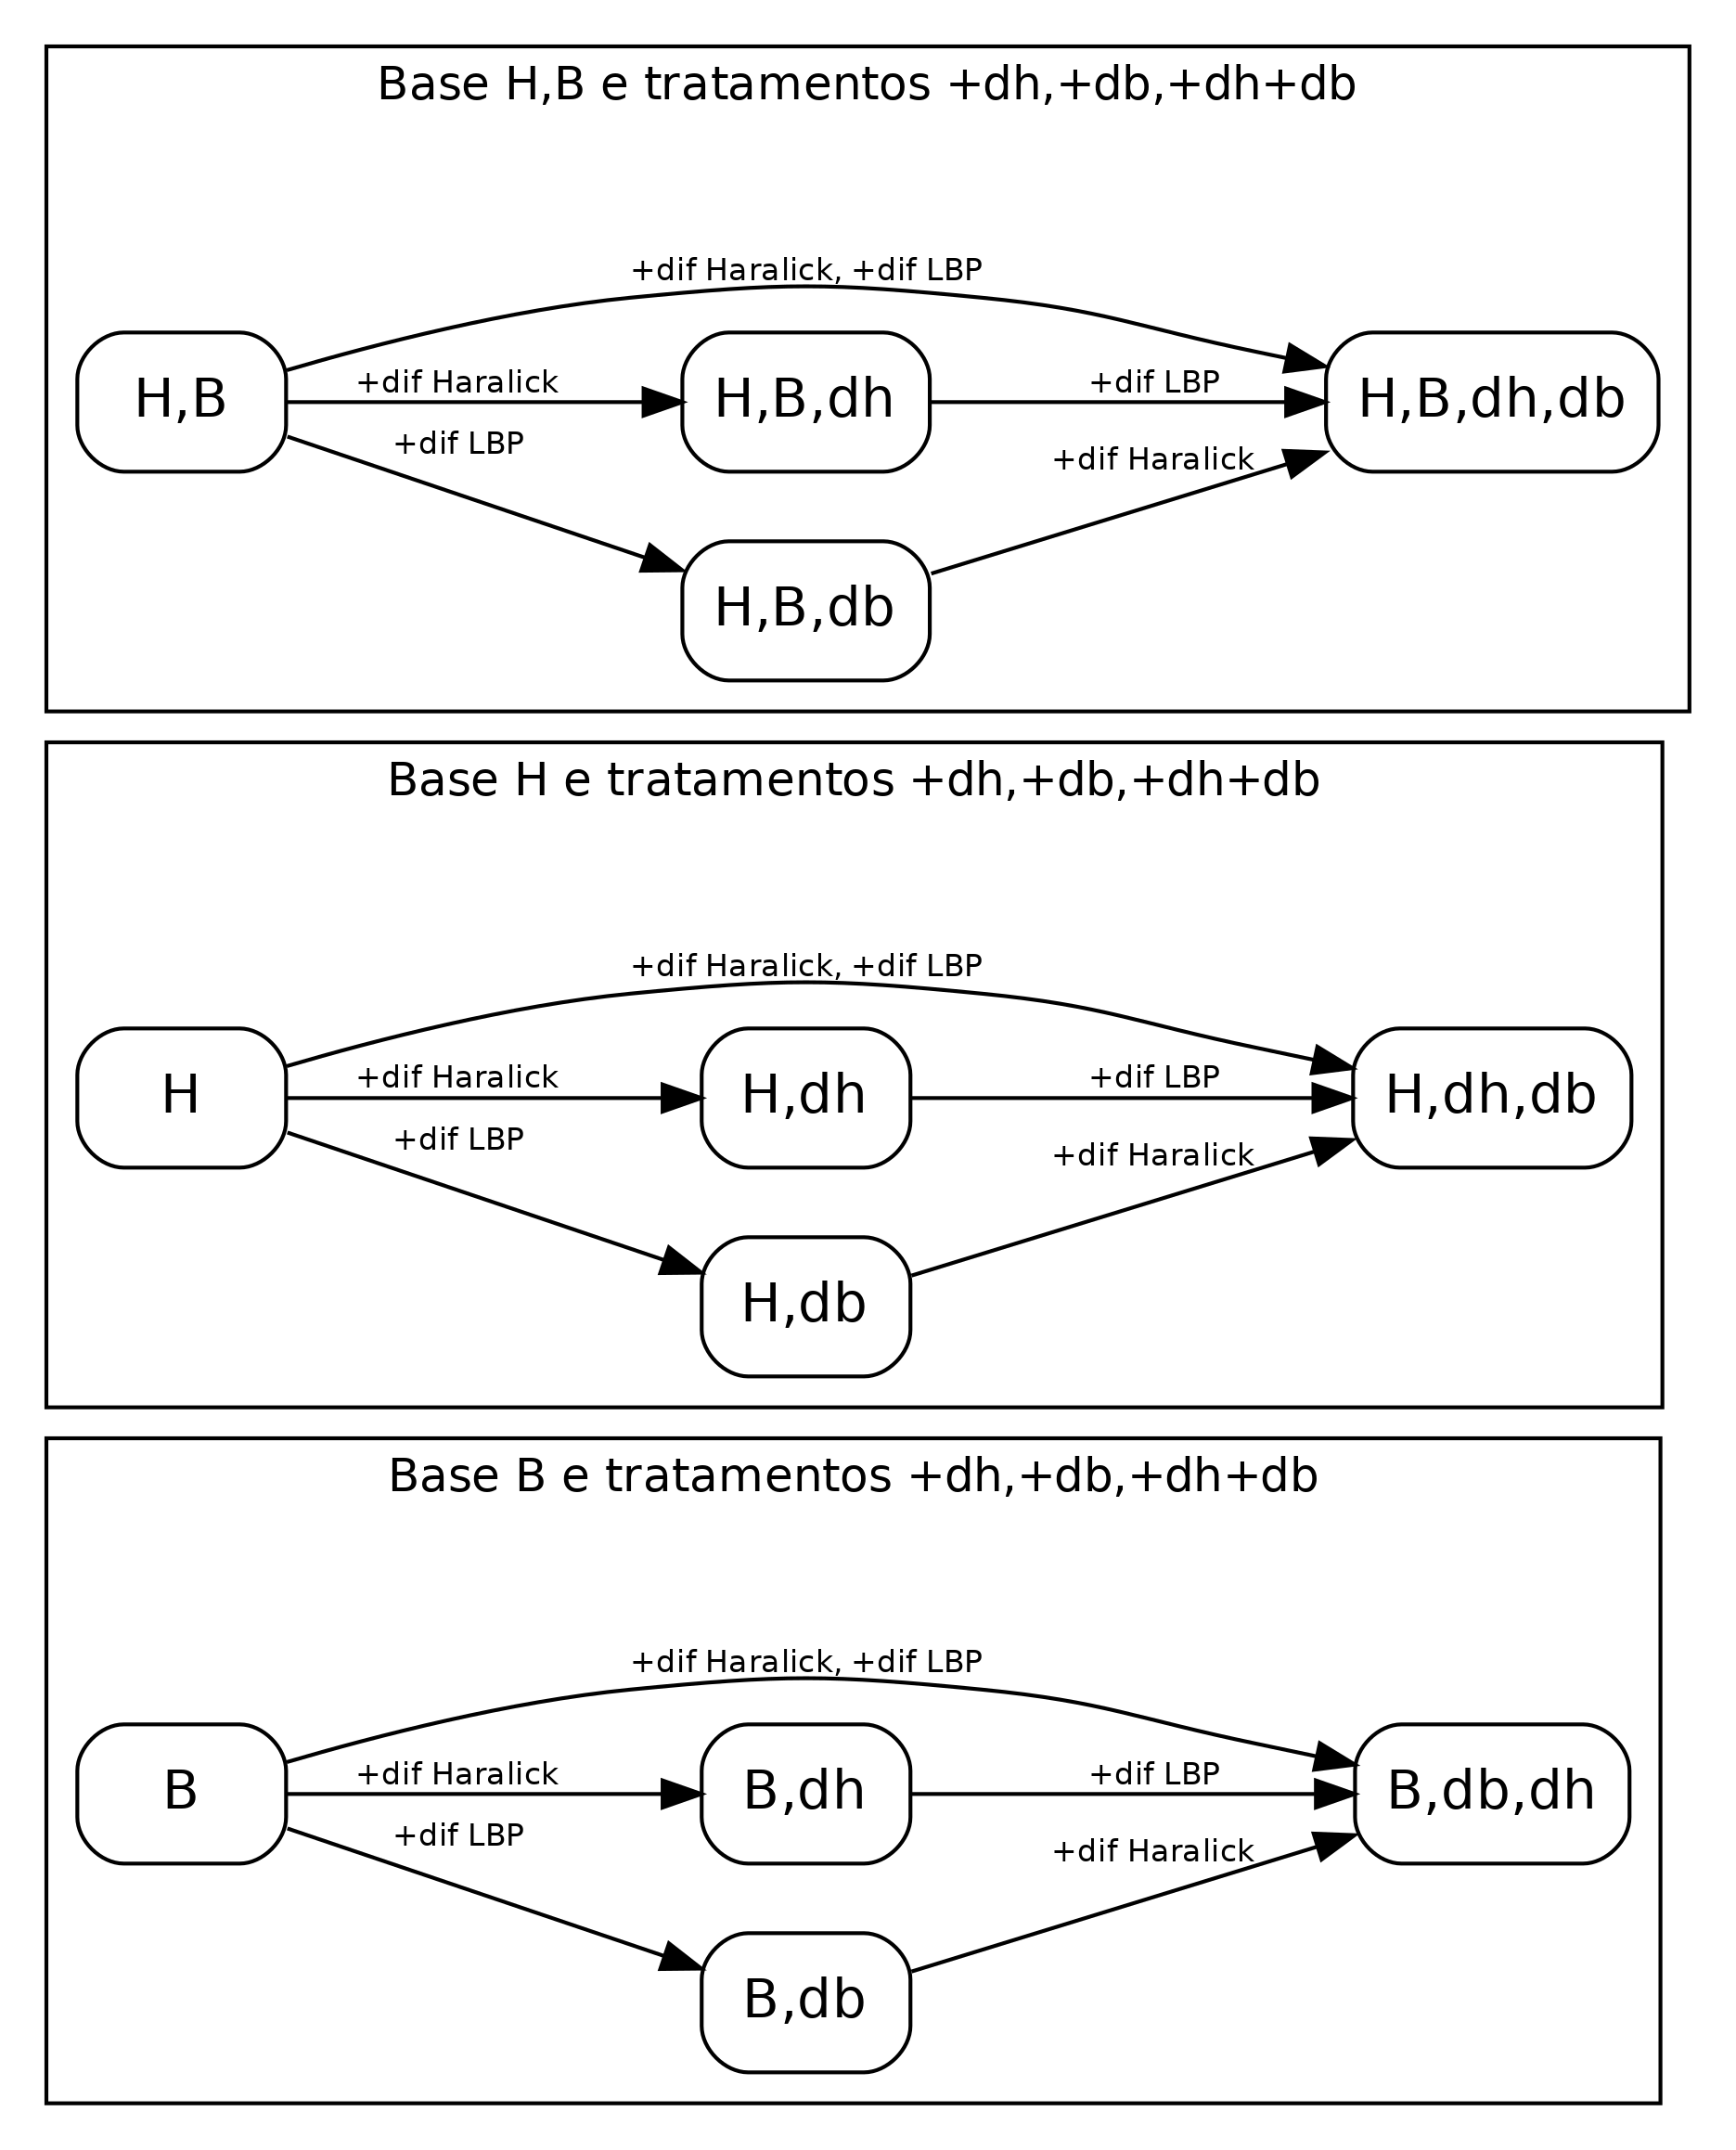 Base H,B e tratamentos +dh,+db,+dh+db
+dif Haralick, +dif LBP
H,B
+dif Haralick
H,B,dh
+dif LBP
H,B,dh,db
+dif LBP
+dif Haralick
H,B,db
Base H e tratamentos +dh,+db,+dh+db
+dif Haralick, +dif LBP
H
+dif Haralick
H,dh
+dif LBP
H,dh,db
+dif LBP
+dif Haralick
H,db
Base B e tratamentos +dh,+db,+dh+db
+dif Haralick, +dif LBP
B
+dif Haralick
B,dh
+dif LBP
B,db,dh
+dif LBP
+dif Haralick
B,db